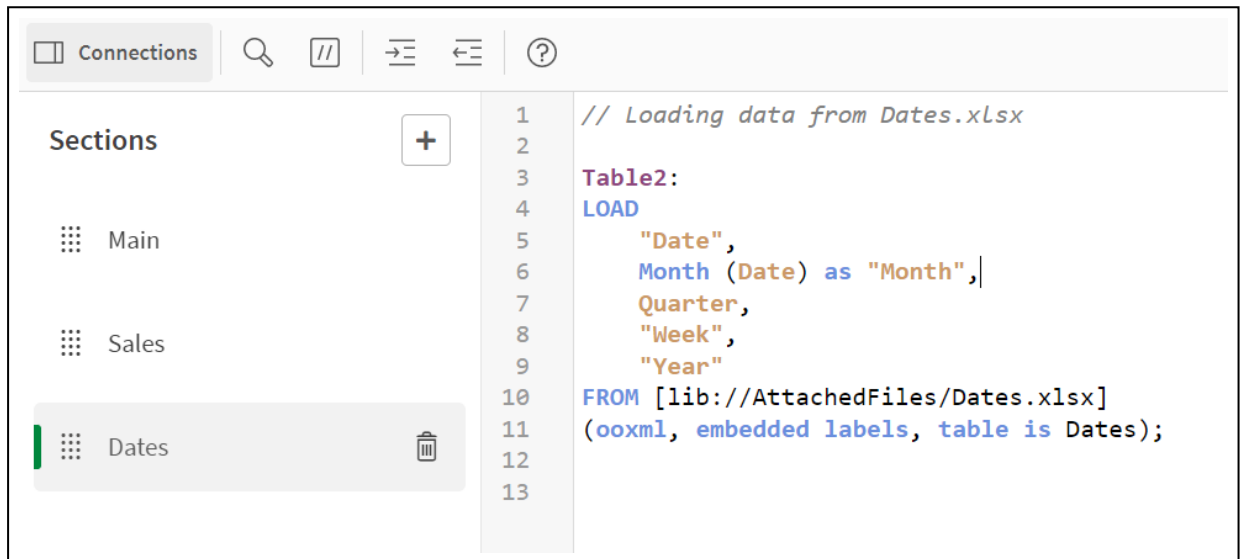 Connections
Sections
Main
Sales
Dates
1 // Loading data from Dates.xlsx
2
3 Table2:
4 LOAD
5 "Date",
6 Month (Date) as "Month",
7 Quarter,
8 "Week",
9 "Year"
10 FROM [lib://AttachedFiles/Dates.xlsx]
11 (ooxml, embedded labels, table is Dates);
12
13